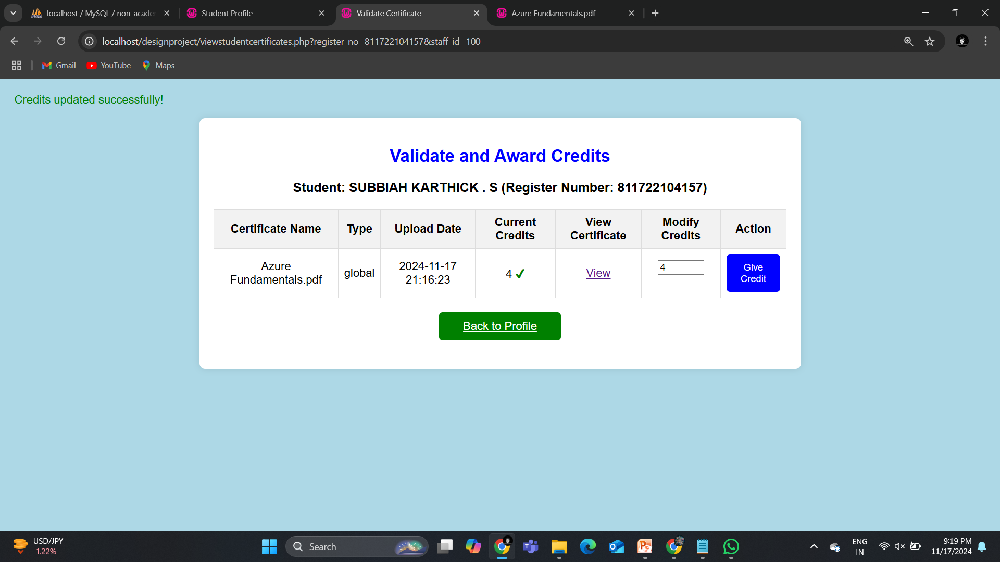 localhost / MySQL / non_acade
Student Profile
Validate Certificate
Azure Fundamentals.pdf
localhost/designproject/viewstudentcertificates.php?register_no=811722104157&staff_id=100
Gmail
YouTube
Maps
Credits updated successfully!
Validate and Award Credits
Student: SUBBIAH KARTHICK . S (Register Number: 811722104157)
Certificate Name
Type
Upload Date
Current
Credits
View
Certificate
Modify
Credits
Action
Azure
Fundamentals.pdf
global
2024-11-17
21:16:23
4 ✔
View
4
Give
Credit
Back to Profile
USD/JPY
-1.22%
Search
ENG
IN
9:19 PM
11/17/2024